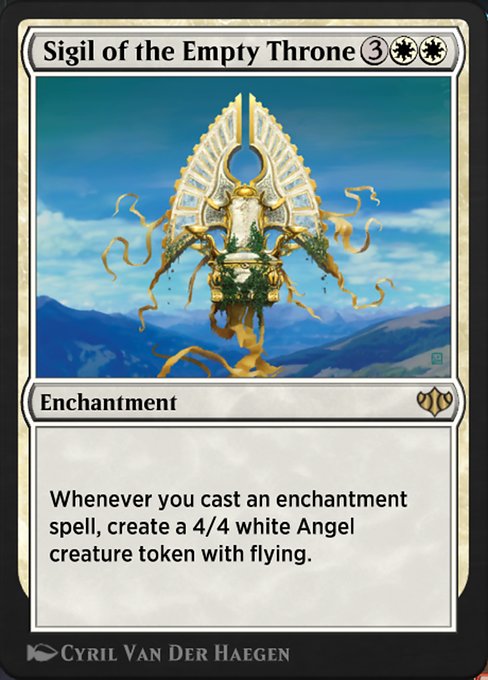 Sigil of the Empty Throne 3
Enchantment
Whenever you cast an enchantment
spell, create a 4/4 white Angel
creature token with flying.
Cyril Van Der Haegen